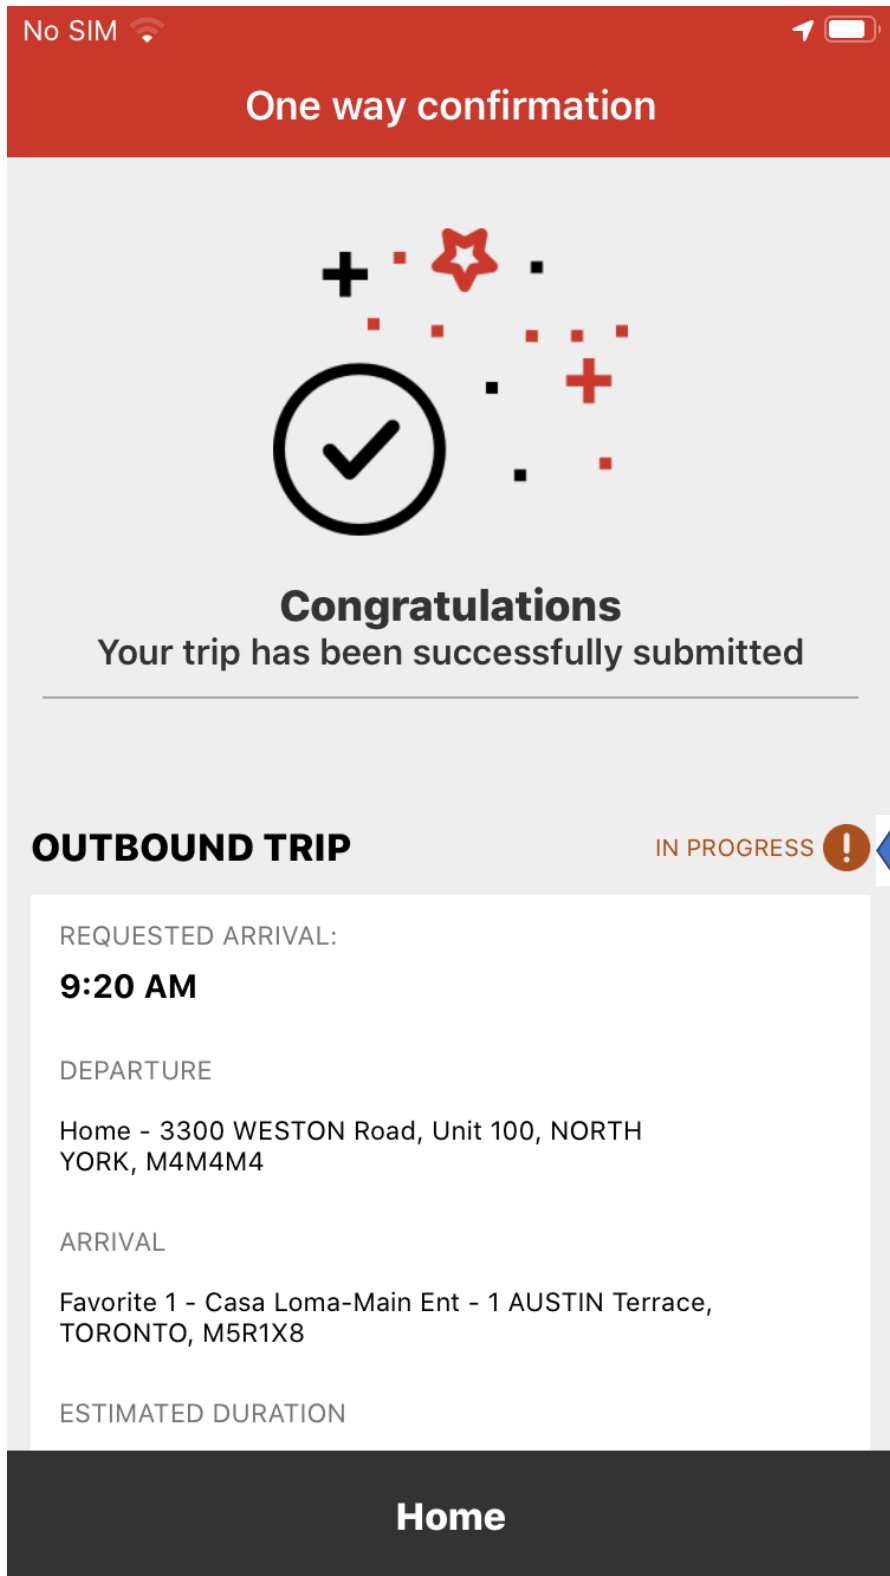 No SIM
One way confirmation
Congratulations
Your trip has been successfully submitted
OUTBOUND TRIP
IN PROGRESS
REQUESTED ARRIVAL:
9:20 AM
DEPARTURE
Home - 3300 WESTON Road, Unit 100, NORTH
YORK, M4M4M4
ARRIVAL
Favorite 1 - Casa Loma-Main Ent - 1 AUSTIN Terrace,
TORONTO, M5R1X8
ESTIMATED DURATION
Home